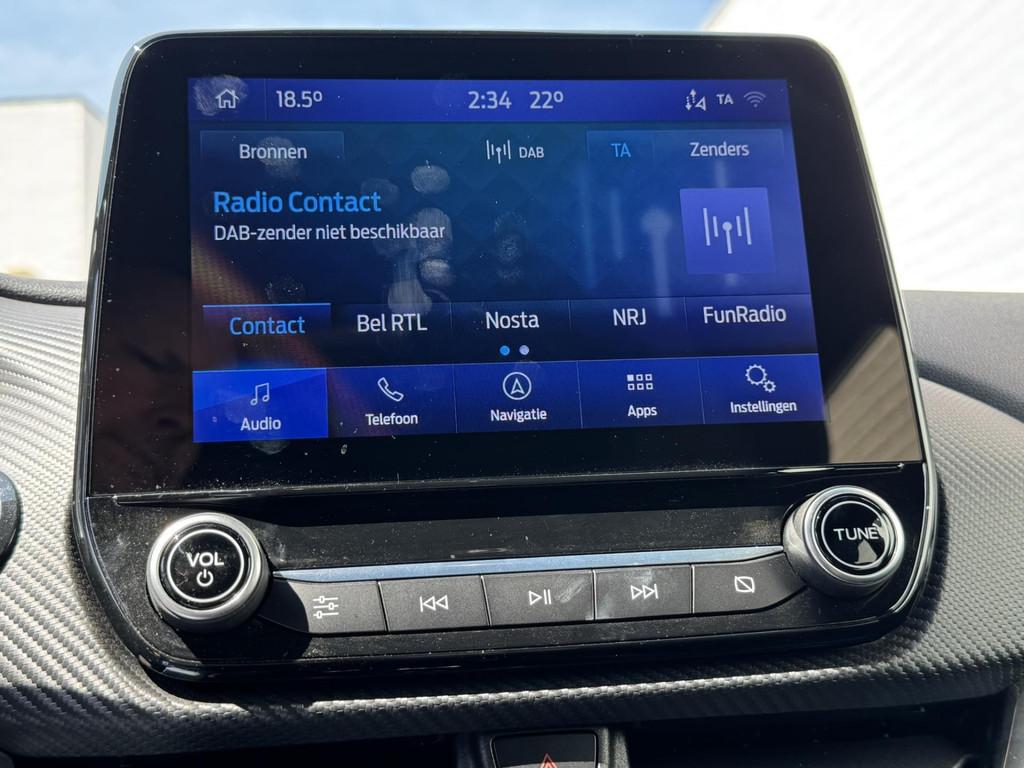 18.5° 2:34 22° TA
Bronnen DAB TA Zenders
Radio Contact
DAB-zender niet beschikbaar
Contact Bel RTL Nosta NRJ FunRadio
Audio Telefoon Navigatie Apps Instellingen
VOL TUNE